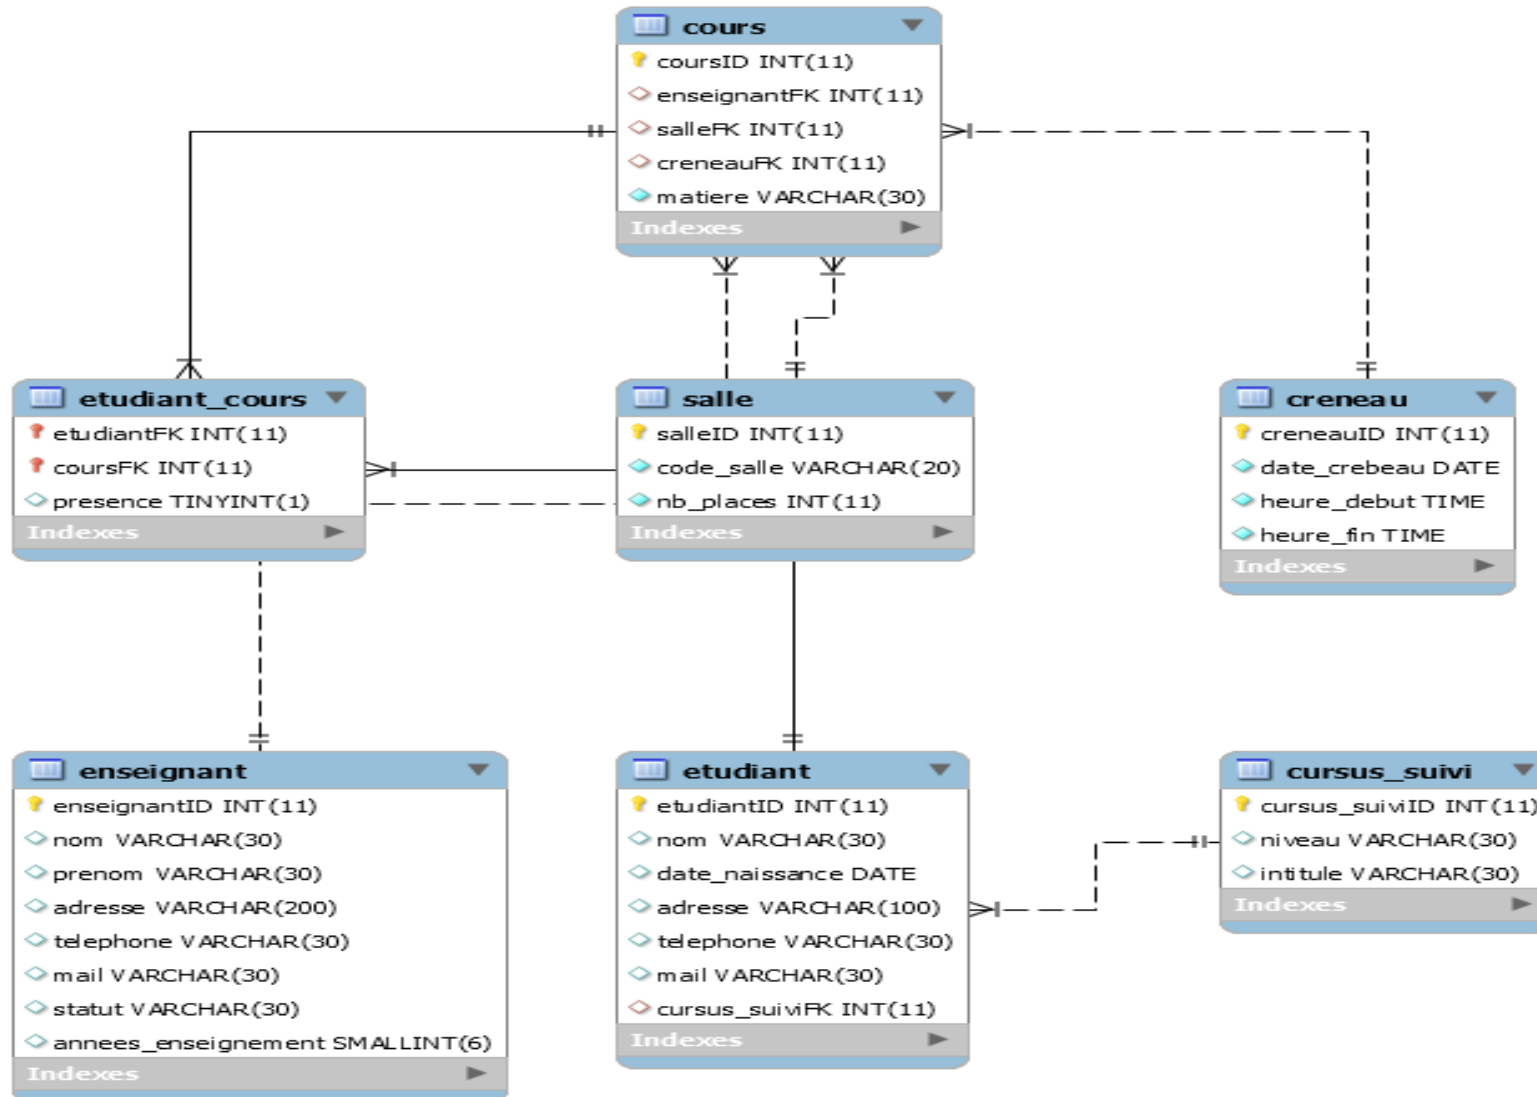 cours
coursID INT(11)
enseignantFK INT(11)
salleFK INT(11)
creneauFK INT(11)
matiere VARCHAR(30)
Indexes
etudiant_cours
etudiantFK INT(11)
coursFK INT(11)
presence TINYINT(1)
Indexes
salle
salleID INT(11)
code_salle VARCHAR(20)
nb_places INT(11)
Indexes
creneau
creneauID INT(11)
date_crebeau DATE
heure_debut TIME
heure_fin TIME
Indexes
enseignant
enseignantID INT(11)
nom VARCHAR(30)
prenom VARCHAR(30)
adresse VARCHAR(200)
telephone VARCHAR(30)
mail VARCHAR(30)
statut VARCHAR(30)
annees_enseignement SMALLINT(6)
Indexes
etudiant
etudiantID INT(11)
nom VARCHAR(30)
date_naissance DATE
adresse VARCHAR(100)
telephone VARCHAR(30)
mail VARCHAR(30)
cursus_suiviFK INT(11)
Indexes
cursus_suivi
cursus_suiviID INT(11)
niveau VARCHAR(30)
intitule VARCHAR(30)
Indexes